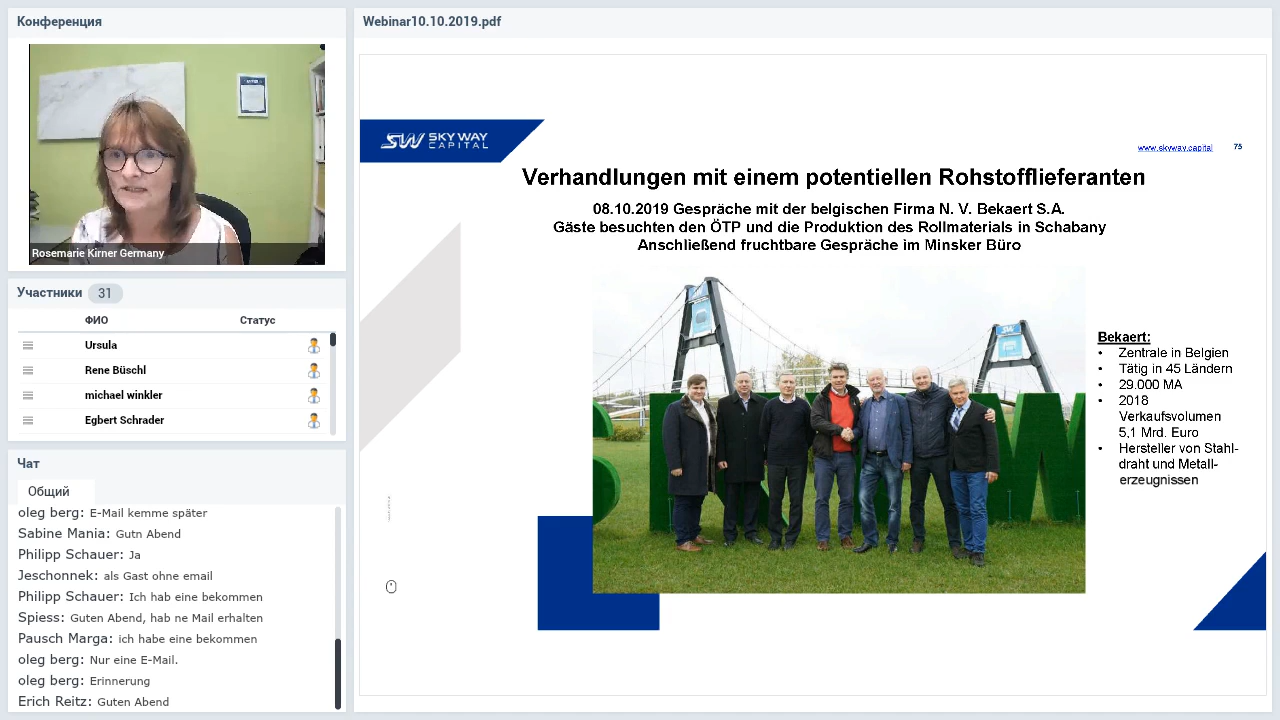 Конференция
Rosemarie Kirner Germany
Участники 31
ФИО Статус
Ursula
Rene Büschl
michael winkler
Egbert Schrader
Чат
Общий
oleg berg: E-Mail kemme später
Sabine Mania: Gutn Abend
Philipp Schauer: Ja
Jeschonnek: als Gast ohne email
Philipp Schauer: Ich hab eine bekommen
Spiess: Guten Abend, hab ne Mail erhalten
Pausch Marga: ich habe eine bekommen
oleg berg: Nur eine E-Mail.
oleg berg: Erinnerung
Erich Reitz: Guten Abend
Webinar10.10.2019.pdf
SW SKY WAY
CAPITAL
www.skyway.capital 75
Verhandlungen mit einem potentiellen Rohstofflieferanten
08.10.2019 Gespräche mit der belgischen Firma N. V. Bekaert S.A.
Gäste besuchten den ÖTP und die Produktion des Rollmaterials in Schabany
Anschließend fruchtbare Gespräche im Minsker Büro
Bekaert:
• Zentrale in Belgien
• Tätig in 45 Ländern
• 29.000 MA
• 2018
Verkaufsvolumen
5,1 Mrd. Euro
• Hersteller von Stahl-
draht und Metall-
erzeugnissen